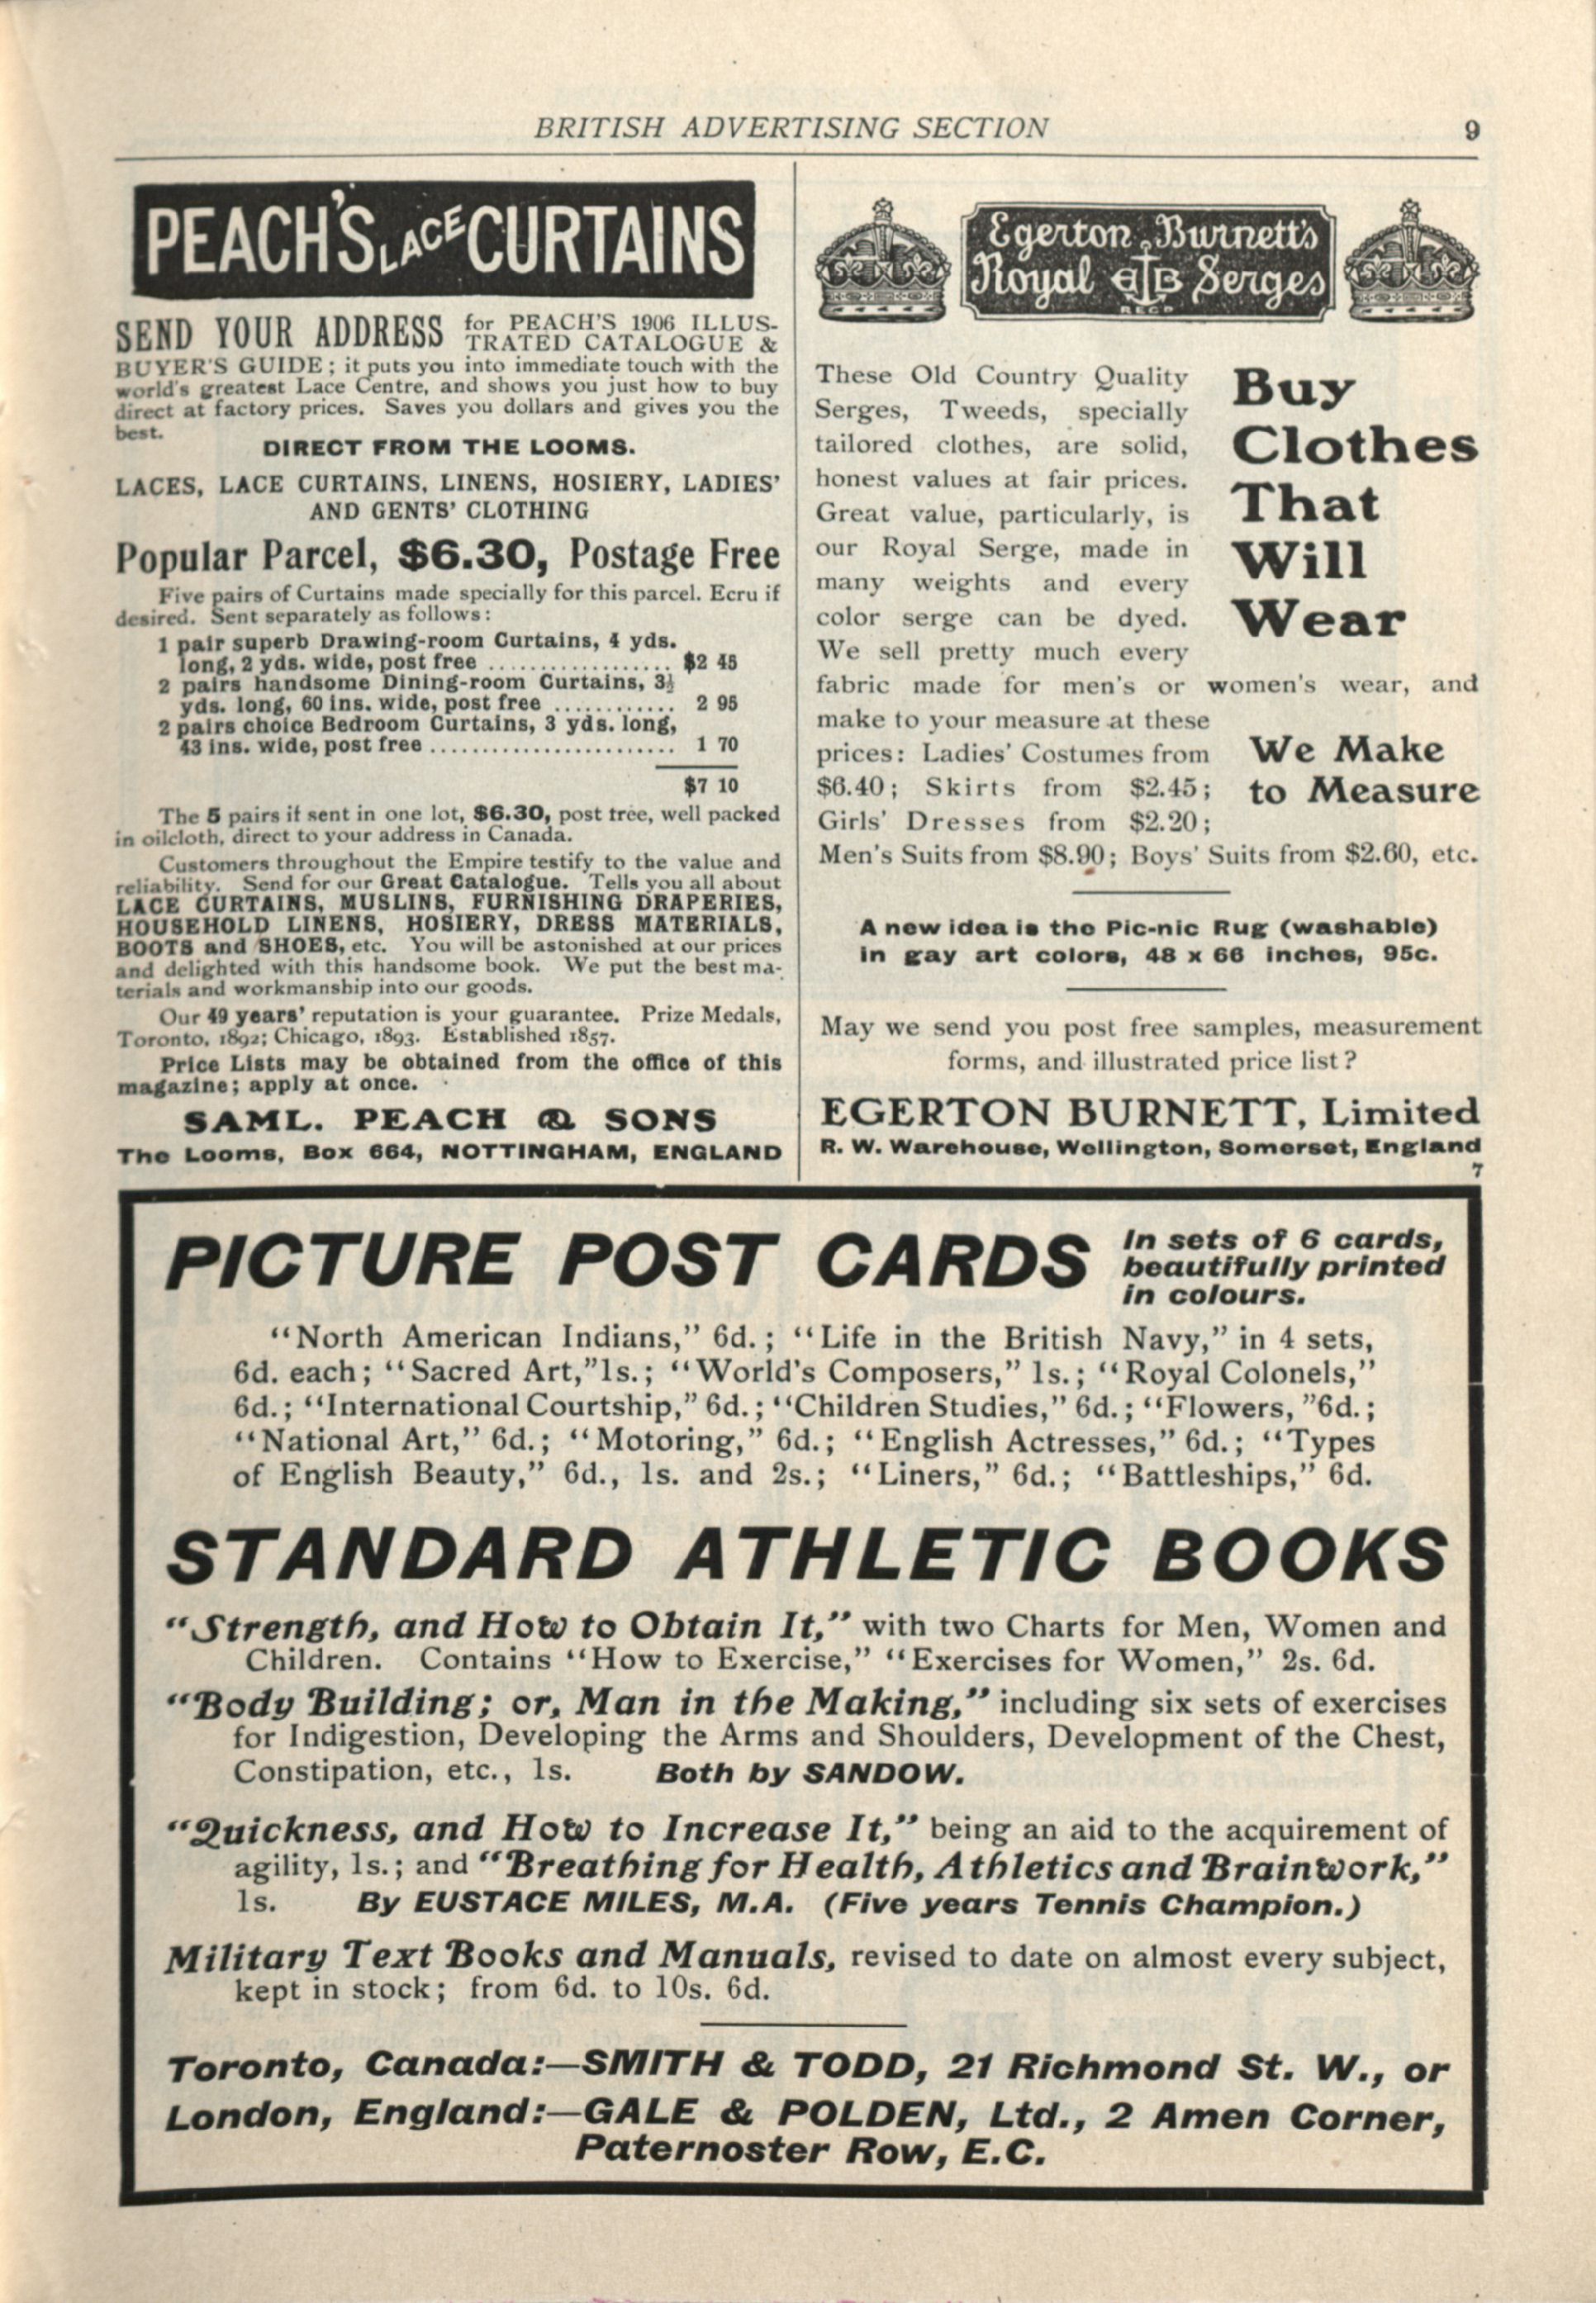 BRITISH ADVERTISING SECTION 9
PEACH'S LACE CURTAINS
SEND YOUR ADDRESS for PEACH'S 1906 ILLUS-
TRATED CATALOGUE &
BUYER'S GUIDE; it puts you into immediate touch with the
world's greatest Lace Centre, and shows you just how to buy
direct at factory prices. Saves you dollars and gives you the
best.
DIRECT FROM THE LOOMS.
LACES, LACE CURTAINS, LINENS, HOSIERY, LADIES'
AND GENTS' CLOTHING
Popular Parcel, $6.30, Postage Free
Five pairs of Curtains made specially for this parcel. Ecru if
desired. Sent separately as follows:
1 pair superb Drawing-room Curtains, 4 yds.
long, 2 yds. wide, post free .................. $2 45
2 pairs handsome Dining-room Curtains, 3½
yds. long, 60 ins. wide, post free ............ 2 95
2 pairs choice Bedroom Curtains, 3 yds. long,
43 ins. wide, post free ........................ 1 70
$7 10
The 5 pairs if sent in one lot, $6.30, post free, well packed
in oilcloth, direct to your address in Canada.
Customers throughout the Empire testify to the value and
reliability. Send for our Great Catalogue. Tells you all about
LACE CURTAINS, MUSLINS, FURNISHING DRAPERIES,
HOUSEHOLD LINENS, HOSIERY, DRESS MATERIALS,
BOOTS and SHOES, etc. You will be astonished at our prices
and delighted with this handsome book. We put the best ma-
terials and workmanship into our goods.
Our 49 years' reputation is your guarantee. Prize Medals,
Toronto, 1892; Chicago, 1893. Established 1857.
Price Lists may be obtained from the office of this
magazine; apply at once.
SAML. PEACH & SONS
The Looms, Box 664, NOTTINGHAM, ENGLAND
Egerton Burnett's
Royal EB Serges
REGD
These Old Country Quality
Serges, Tweeds, specially
tailored clothes, are solid,
honest values at fair prices.
Great value, particularly, is
our Royal Serge, made in
many weights and every
color serge can be dyed.
We sell pretty much every
Buy
Clothes
That
Will
Wear
fabric made for men's or women's wear, and
make to your measure at these
prices: Ladies' Costumes from
$6.40; Skirts from $2.45;
Girls' Dresses from $2.20;
We Make
to Measure
Men's Suits from $8.90; Boys' Suits from $2.60, etc.
A new idea is the Pic-nic Rug (washable)
in gay art colors, 48 x 66 inches, 95c.
May we send you post free samples, measurement
forms, and illustrated price list?
EGERTON BURNETT, Limited
R. W. Warehouse, Wellington, Somerset, England
7
PICTURE POST CARDS
In sets of 6 cards,
beautifully printed
in colours.
"North American Indians," 6d.; "Life in the British Navy," in 4 sets,
6d. each; "Sacred Art," 1s.; "World's Composers," 1s.; "Royal Colonels,"
6d.; "International Courtship," 6d.; "Children Studies," 6d.; "Flowers," 6d.;
"National Art," 6d.; "Motoring," 6d.; "English Actresses," 6d.; "Types
of English Beauty," 6d., 1s. and 2s.; "Liners," 6d.; "Battleships," 6d.
STANDARD ATHLETIC BOOKS
"Strength, and How to Obtain It," with two Charts for Men, Women and
Children. Contains "How to Exercise," "Exercises for Women," 2s. 6d.
"Body Building; or, Man in the Making," including six sets of exercises
for Indigestion, Developing the Arms and Shoulders, Development of the Chest,
Constipation, etc., 1s. Both by SANDOW.
"Quickness, and How to Increase It," being an aid to the acquirement of
agility, 1s.; and "Breathing for Health, Athletics and Brainwork,"
1s. By EUSTACE MILES, M.A. (Five years Tennis Champion.)
Military Text Books and Manuals, revised to date on almost every subject,
kept in stock; from 6d. to 10s. 6d.
Toronto, Canada:—SMITH & TODD, 21 Richmond St. W., or
London, England:—GALE & POLDEN, Ltd., 2 Amen Corner,
Paternoster Row, E.C.